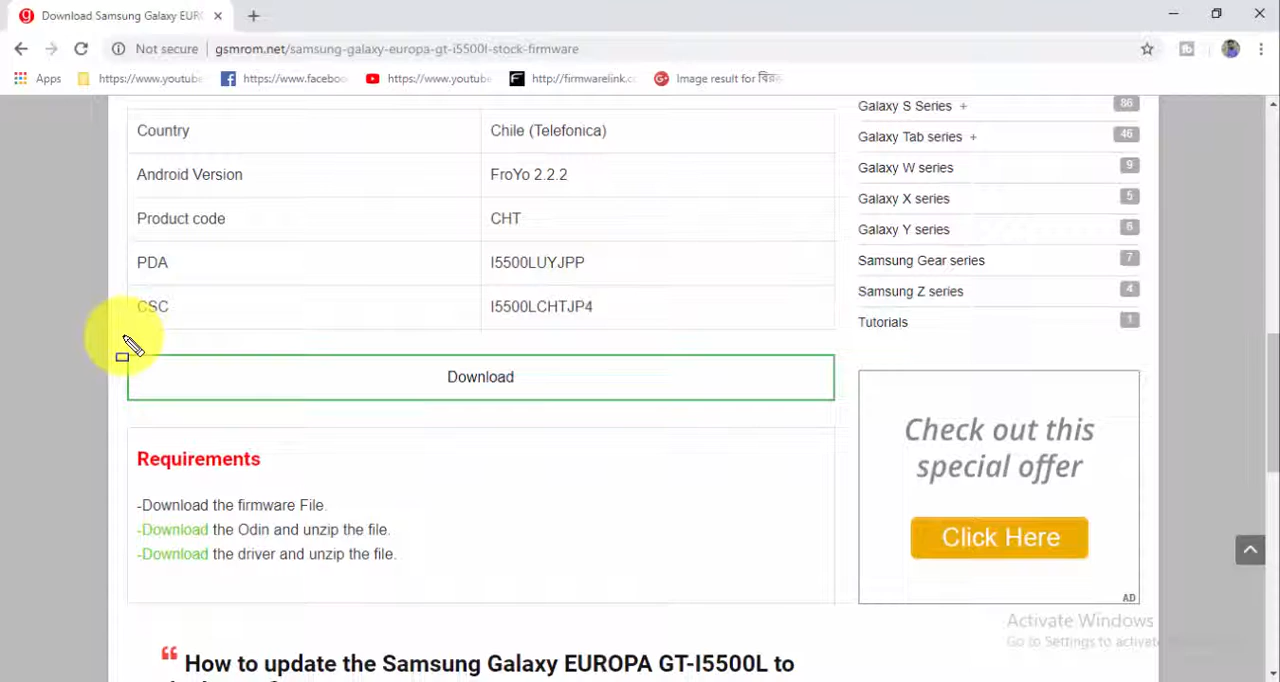 Download Samsung Galaxy EUR
Not secure
gsmrom.net/samsung-galaxy-europa-gt-i5500l-stock-firmware
Apps
https://www.youtube
https://www.faceboo
https://www.youtube
http://firmwarelink.c
Image result for
Country
Chile (Telefonica)
Android Version
FroYo 2.2.2
Product code
CHT
PDA
I5500LUYJPP
CSC
I5500LCHTJP4
Download
Requirements
-Download the firmware File.
-Download the Odin and unzip the file.
-Download the driver and unzip the file.
“ How to update the Samsung Galaxy EUROPA GT-I5500L to
Galaxy S Series +
86
Galaxy Tab series +
46
Galaxy W series
9
Galaxy X series
5
Galaxy Y series
6
Samsung Gear series
7
Samsung Z series
4
Tutorials
1
Check out this
special offer
Click Here
AD
Activate Windows
Go to Settings to activate